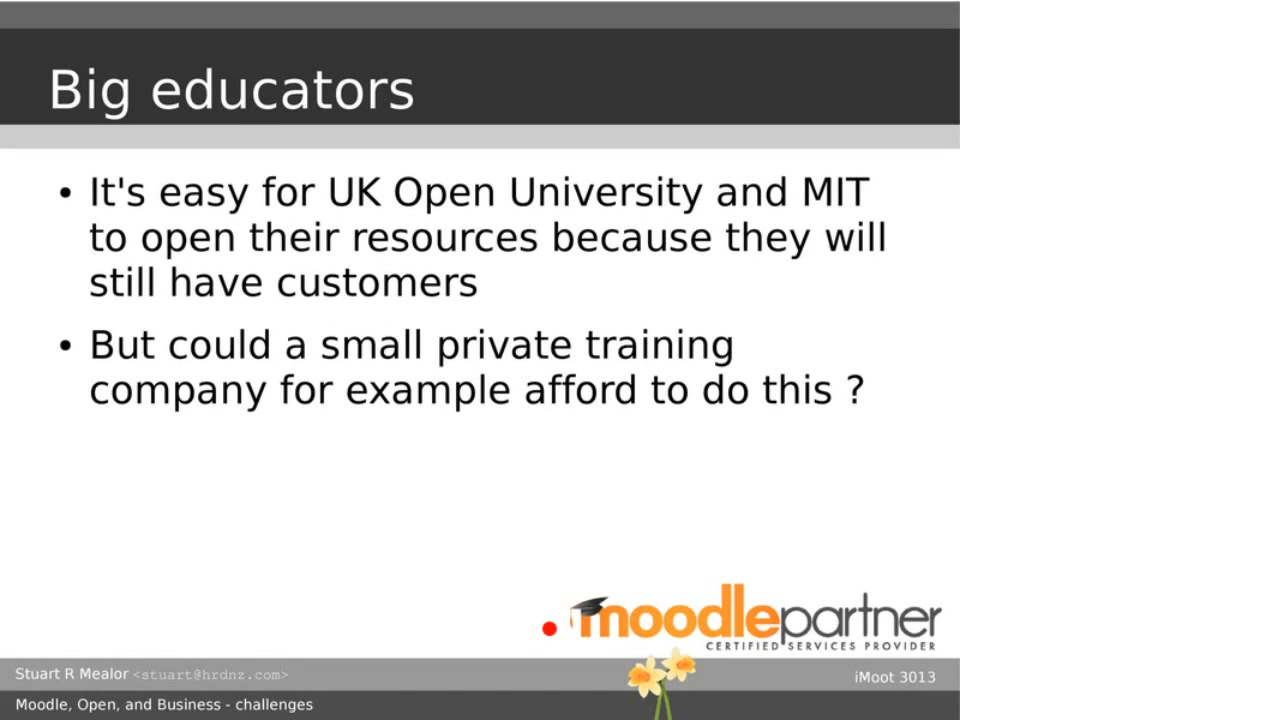 Big educators
• It's easy for UK Open University and MIT
to open their resources because they will
still have customers
• But could a small private training
company for example afford to do this ?
moodlepartner
CERTIFIED SERVICES PROVIDER
Stuart R Mealor <stuart@hrdnz.com>
iMoot 3013
Moodle, Open, and Business - challenges